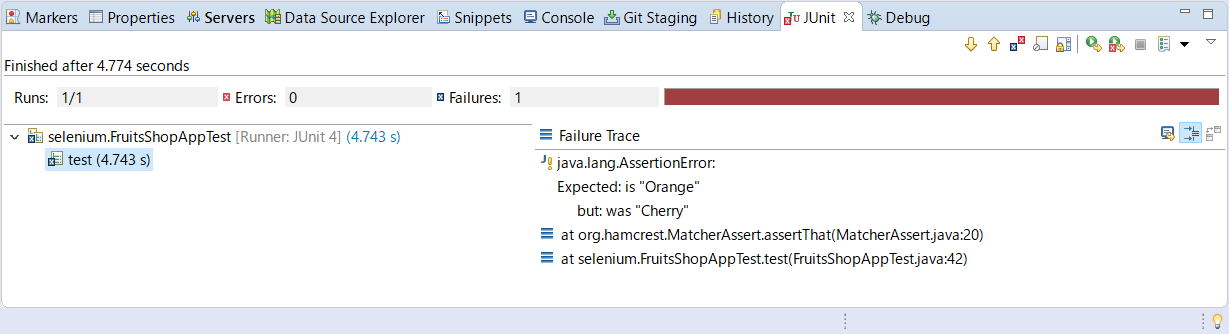 Markers Properties Servers Data Source Explorer Snippets Console Git Staging History JUnit Debug
Finished after 4.774 seconds
Runs: 1/1 Errors: 0 Failures: 1
selenium.FruitsShopAppTest [Runner: JUnit 4] (4.743 s)
test (4.743 s)
Failure Trace
java.lang.AssertionError:
Expected: is "Orange"
but: was "Cherry"
at org.hamcrest.MatcherAssert.assertThat(MatcherAssert.java:20)
at selenium.FruitsShopAppTest.test(FruitsShopAppTest.java:42)